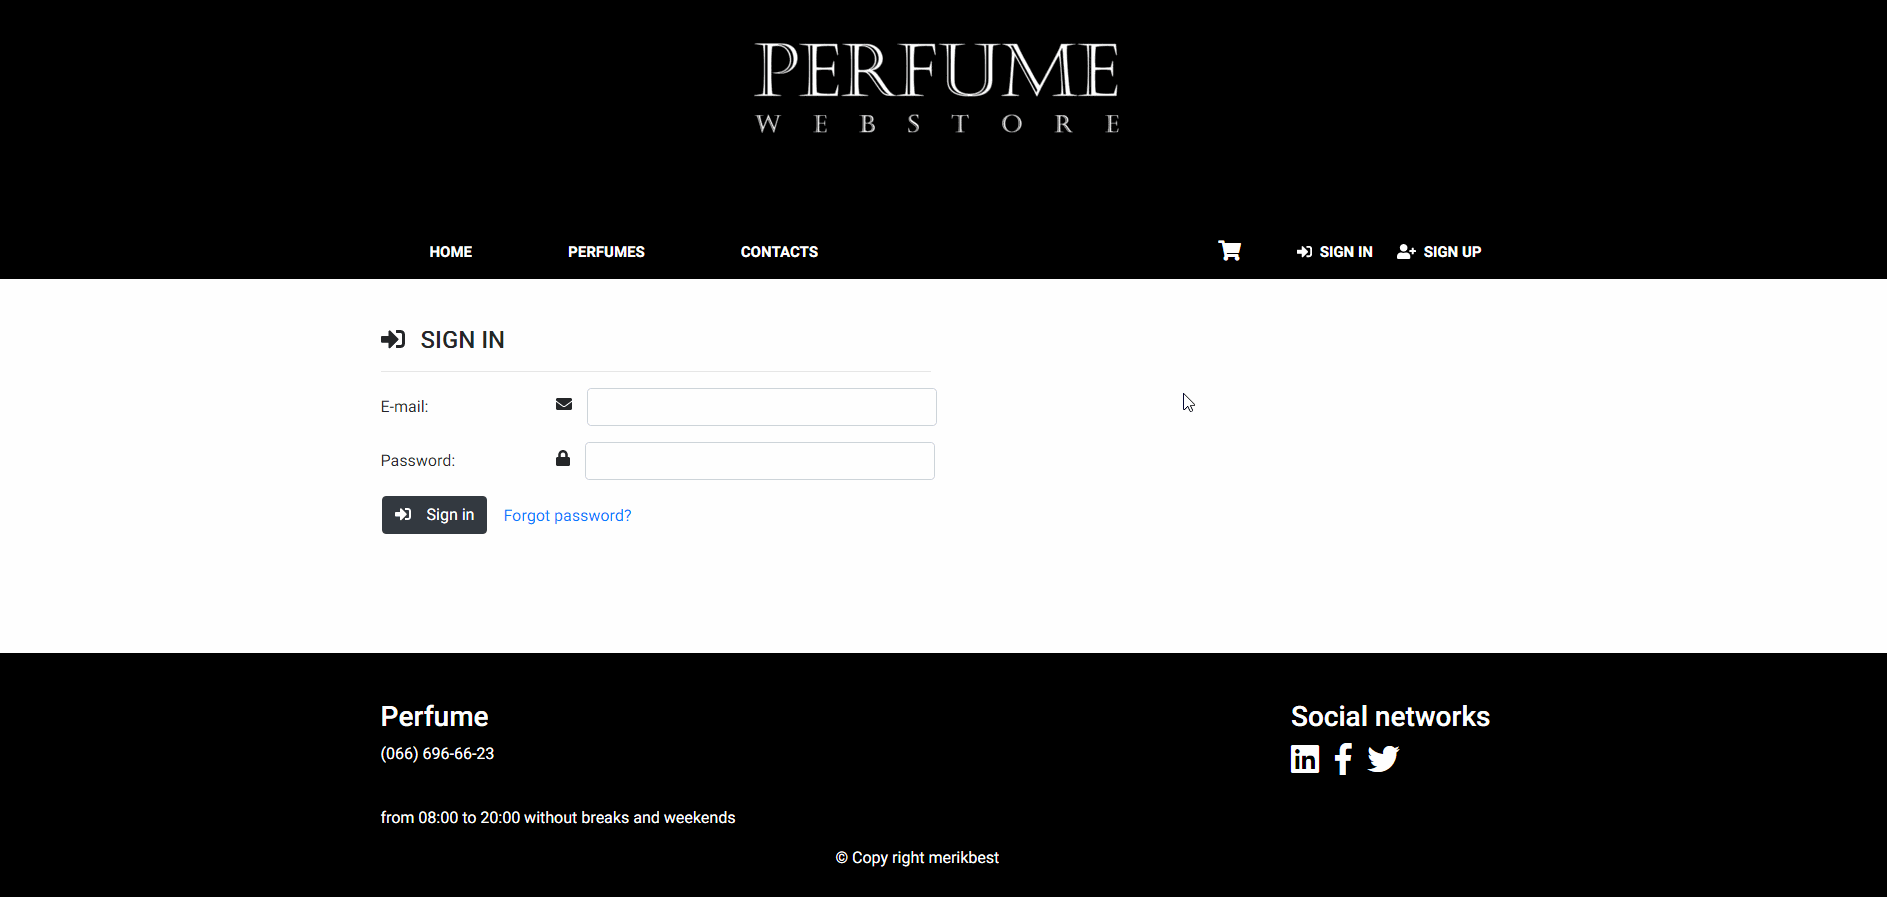 PERFUME
WEBSTORE
HOME PERFUMES CONTACTS SIGN IN SIGN UP
SIGN IN
E-mail:
Password:
Sign in Forgot password?
Perfume
(066) 696-66-23
from 08:00 to 20:00 without breaks and weekends
Social networks
© Copy right merikbest